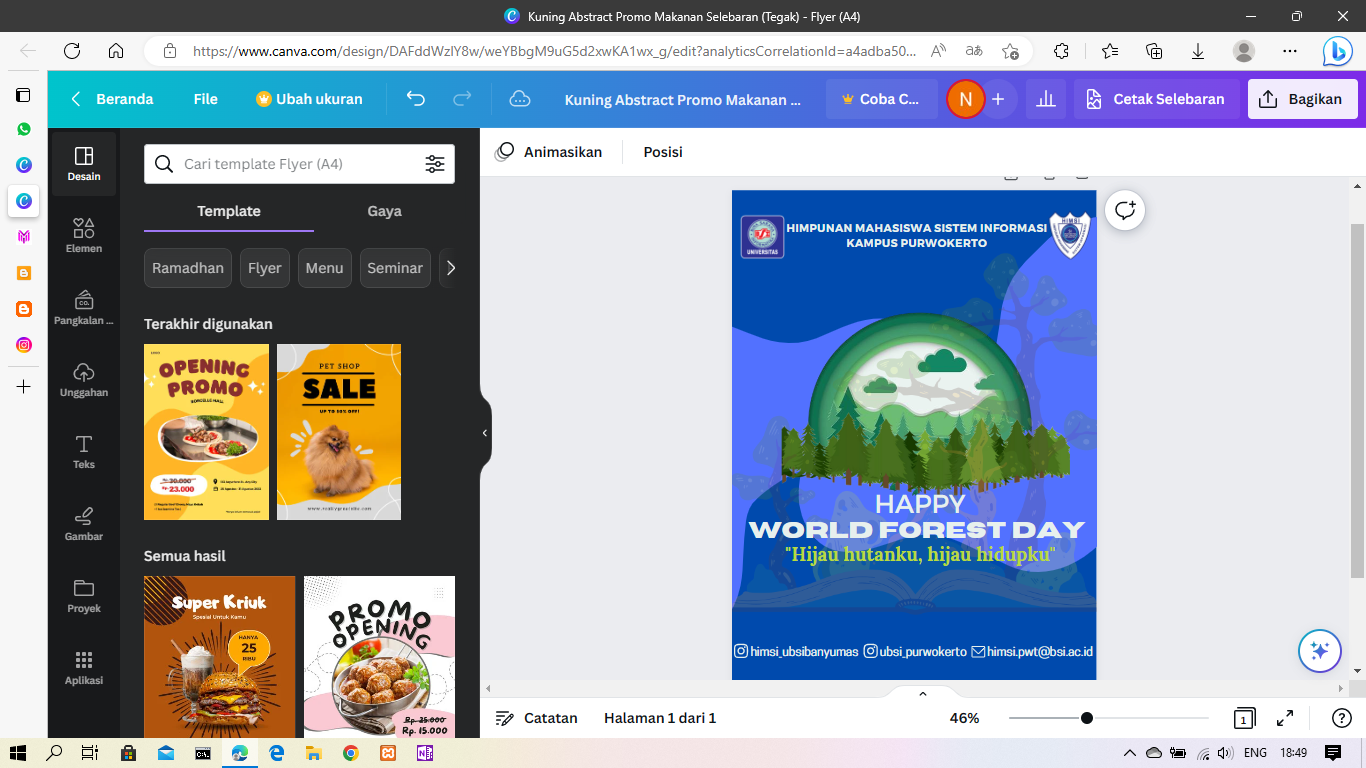 Kuning Abstract Promo Makanan Selebaran (Tegak) - Flyer (A4)
https://www.canva.com/design/DAFddWzlY8w/weYBbgM9uG5d2xwKA1wx_g/edit?analyticsCorrelationId=a4adba50...
Beranda
File
Ubah ukuran
Kuning Abstract Promo Makanan ...
Coba C...
N
Cetak Selebaran
Bagikan
Desain
Elemen
Pangkalan ...
Unggahan
Teks
Gambar
Proyek
Aplikasi
Cari template Flyer (A4)
Template
Gaya
Ramadhan
Flyer
Menu
Seminar
Terakhir digunakan
OPENING
PROMO
Rp 30.000
Rp 23.000
PET SHOP
SALE
UP TO 50% OFF!
Semua hasil
Super Kriuk
Spesial Untuk Kamu
HANYA
25
RIBU
PROMO
OPENING
Rp. 25.000
Rp. 15.000
Animasikan
Posisi
UNIVERSITAS
HIMPUNAN MAHASISWA SISTEM INFORMASI
KAMPUS PURWOKERTO
HIMSI
HAPPY
WORLD FOREST DAY
"Hijau hutanku, hijau hidupku"
himsi_ubsibanyumas
ubsi_purwokerto
himsi.pwt@bsi.ac.id
Catatan
Halaman 1 dari 1
46%
1
ENG
18:49